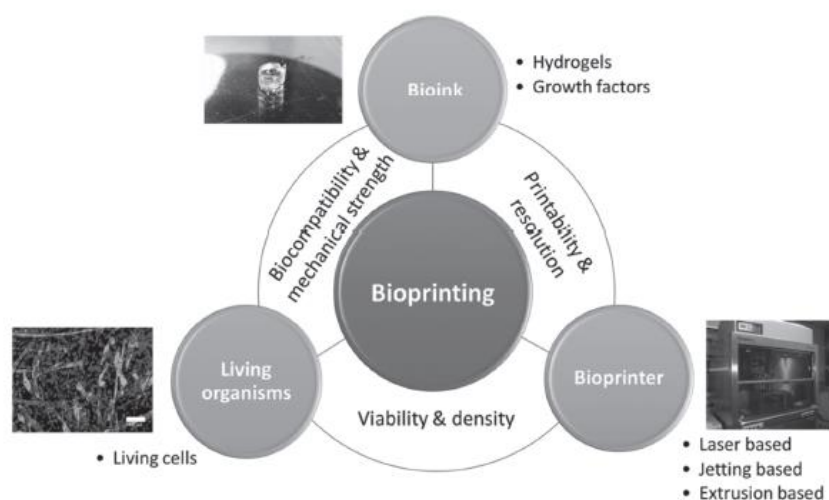 Bioink
• Hydrogels
• Growth factors
Biocompatibility &
mechanical strength
Printability &
resolution
Bioprinting
Living
organisms
Bioprinter
Viability & density
• Living cells
• Laser based
• Jetting based
• Extrusion based